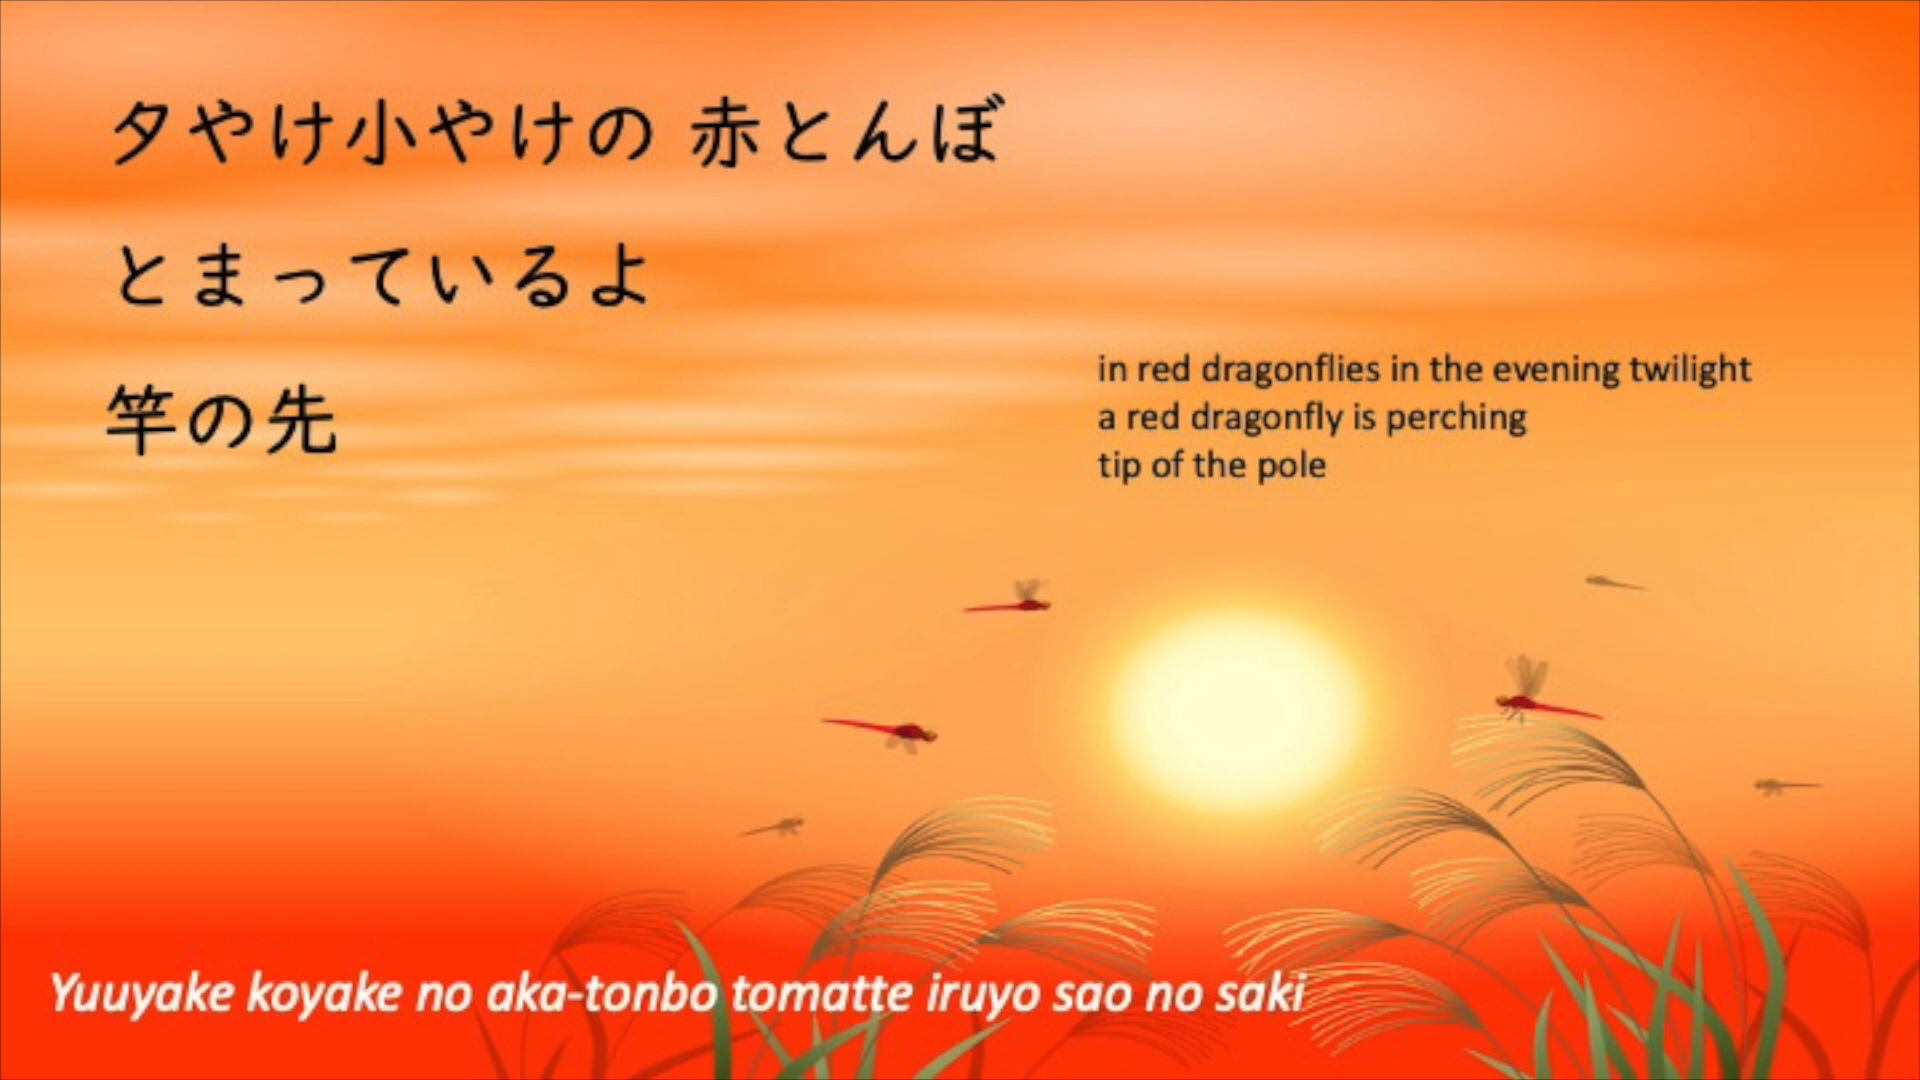 夕やけ小やけの 赤とんぼ
とまっているよ
竿の先
in red dragonflies in the evening twilight
a red dragonfly is perching
tip of the pole
Yuuyake koyake no aka-tonbo tomatte iruyo sao no saki